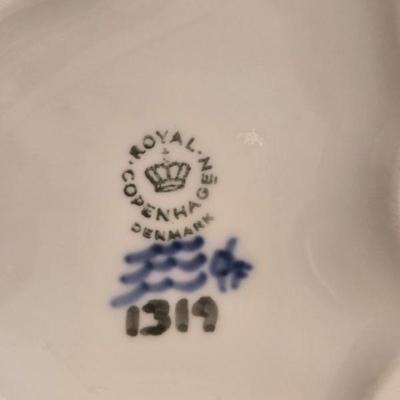 ROYAL
COPENHAGEN
DENMARK
1319